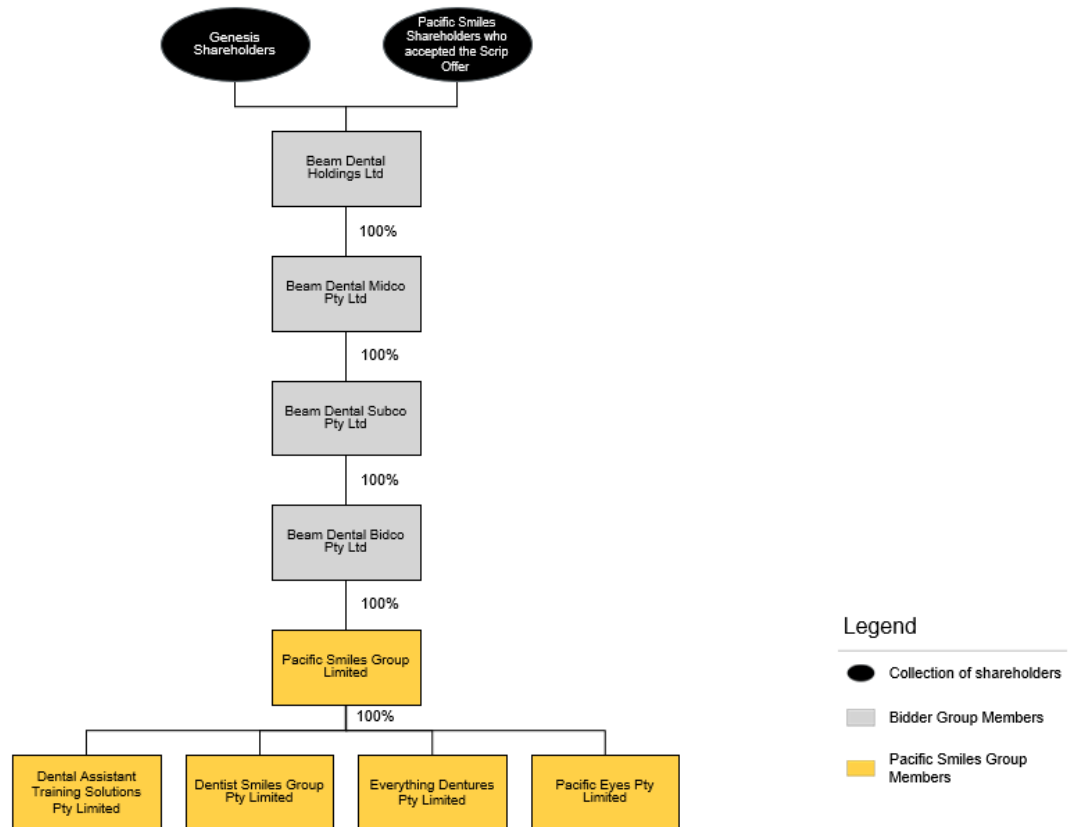 Genesis
Shareholders
Pacific Smiles
Shareholders who
accepted the Scrip
Offer
Beam Dental
Holdings Ltd
100%
Beam Dental Midco
Pty Ltd
100%
Beam Dental Subco
Pty Ltd
100%
Beam Dental Bidco
Pty Ltd
100%
Pacific Smiles Group
Limited
100%
Dental Assistant
Training Solutions
Pty Limited
Dentist Smiles Group
Pty Limited
Everything Dentures
Pty Limited
Pacific Eyes Pty
Limited
Legend
Collection of shareholders
Bidder Group Members
Pacific Smiles Group
Members